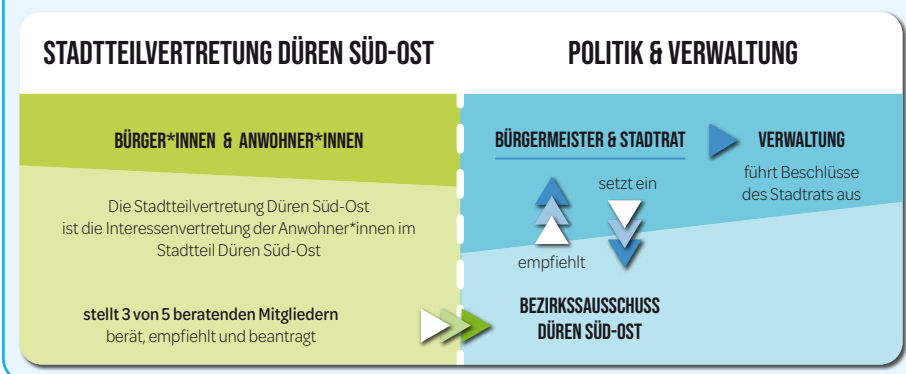 STADTTEILVERTRETUNG DÜREN SÜD-OST
BÜRGER*INNEN & ANWOHNER*INNEN
Die Stadtteilvertretung Düren Süd-Ost
ist die Interessenvertretung der Anwohner*innen im
Stadtteil Düren Süd-Ost
stellt 3 von 5 beratenden Mitgliedern
berät, empfiehlt und beantragt
POLITIK & VERWALTUNG
BÜRGERMEISTER & STADTRAT
VERWALTUNG
führt Beschlüsse
des Stadtrats aus
setzt ein
empfiehlt
BEZIRKSSAUSSCHUSS
DÜREN SÜD-OST